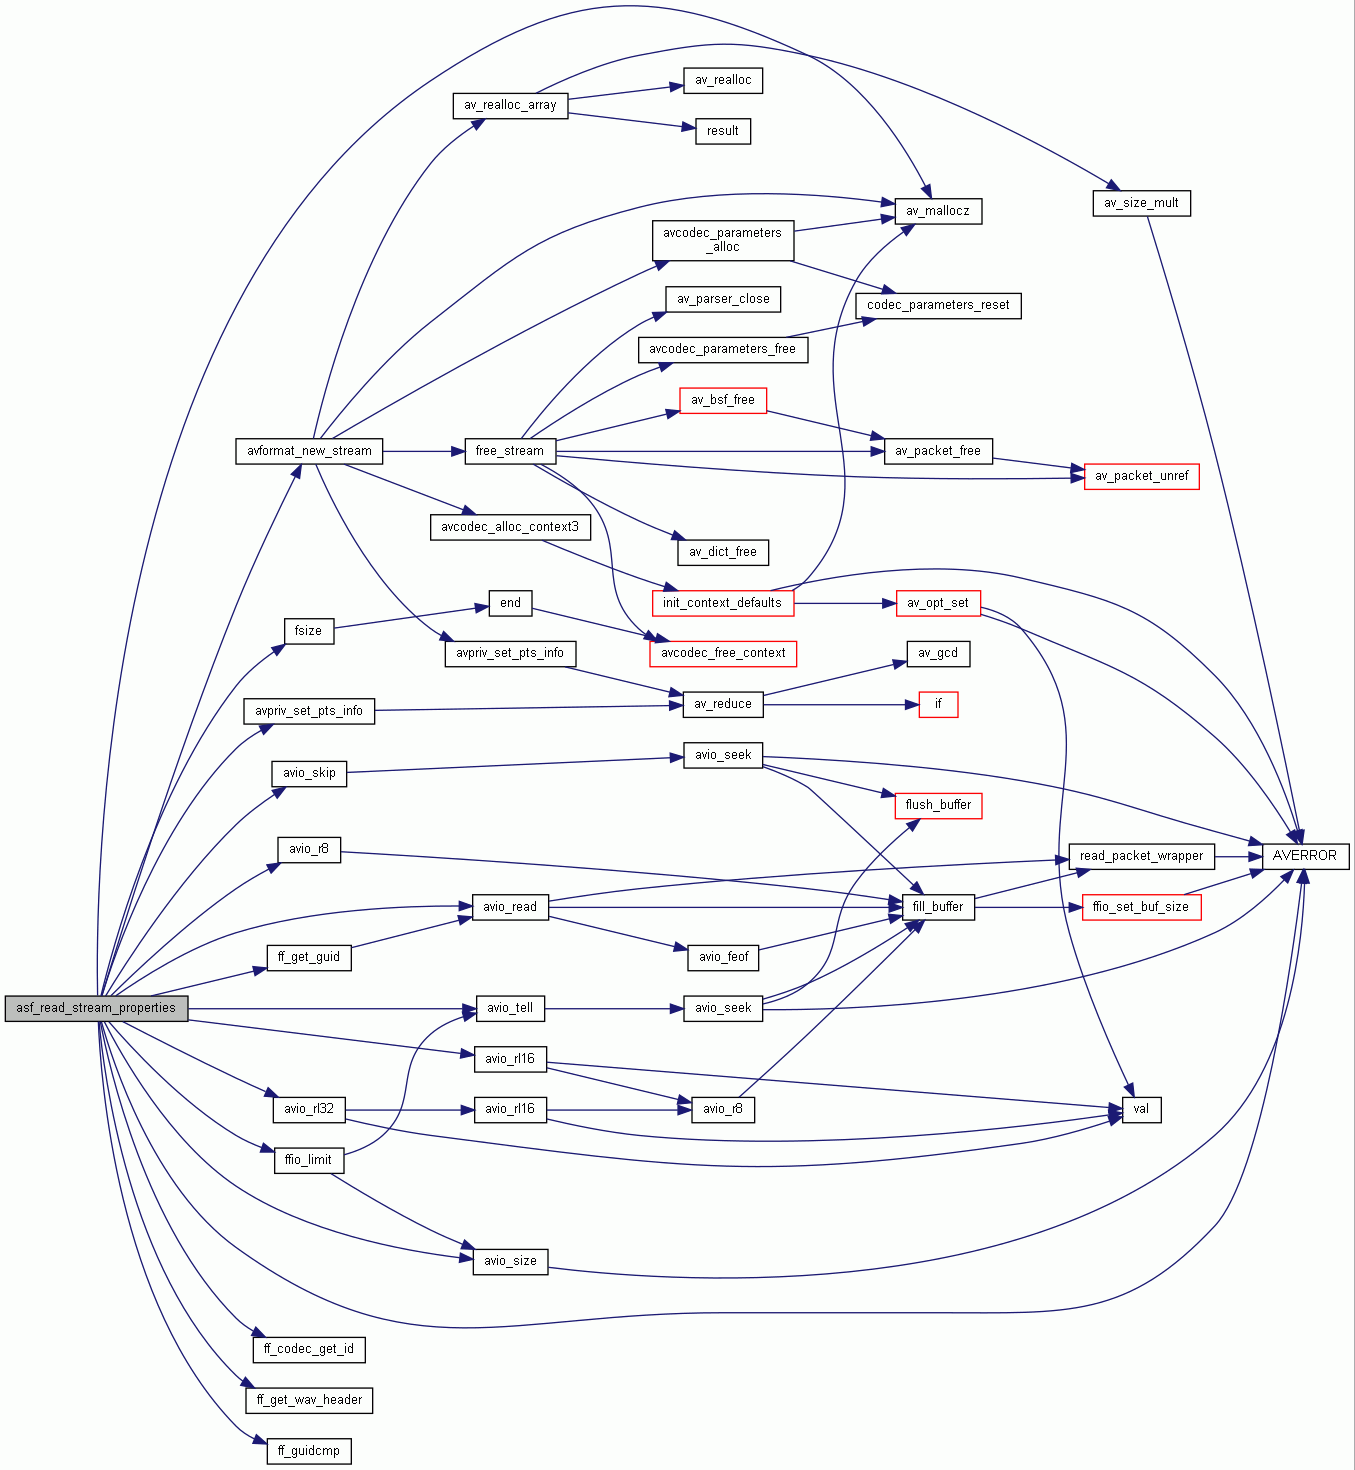 av_realloc
av_realloc_array
result
av_size_mult
av_mallocz
avcodec_parameters
_alloc
av_parser_close
codec_parameters_reset
avcodec_parameters_free
av_bsf_free
avformat_new_stream
free_stream
av_packet_free
av_packet_unref
avcodec_alloc_context3
av_dict_free
end
init_context_defaults
av_opt_set
fsize
avpriv_set_pts_info
avcodec_free_context
av_gcd
avpriv_set_pts_info
av_reduce
if
avio_skip
avio_seek
flush_buffer
avio_r8
read_packet_wrapper
AVERROR
avio_read
fill_buffer
ffio_set_buf_size
ff_get_guid
avio_feof
asf_read_stream_properties
avio_tell
avio_seek
avio_rl16
avio_rl32
avio_rl16
avio_r8
val
ffio_limit
avio_size
ff_codec_get_id
ff_get_wav_header
ff_guidcmp